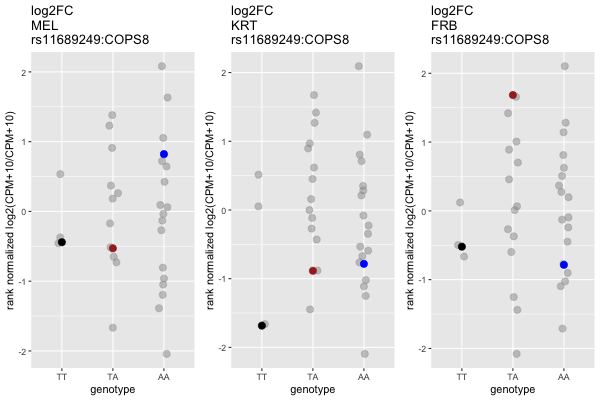 log2FC
MEL
rs11689249:COPS8
rank normalized log2(CPM+10/CPM+10)
2
1
0
-1
-2
TT TA AA
genotype
log2FC
KRT
rs11689249:COPS8
rank normalized log2(CPM+10/CPM+10)
2
1
0
-1
-2
TT TA AA
genotype
log2FC
FRB
rs11689249:COPS8
rank normalized log2(CPM+10/CPM+10)
2
1
0
-1
-2
TT TA AA
genotype